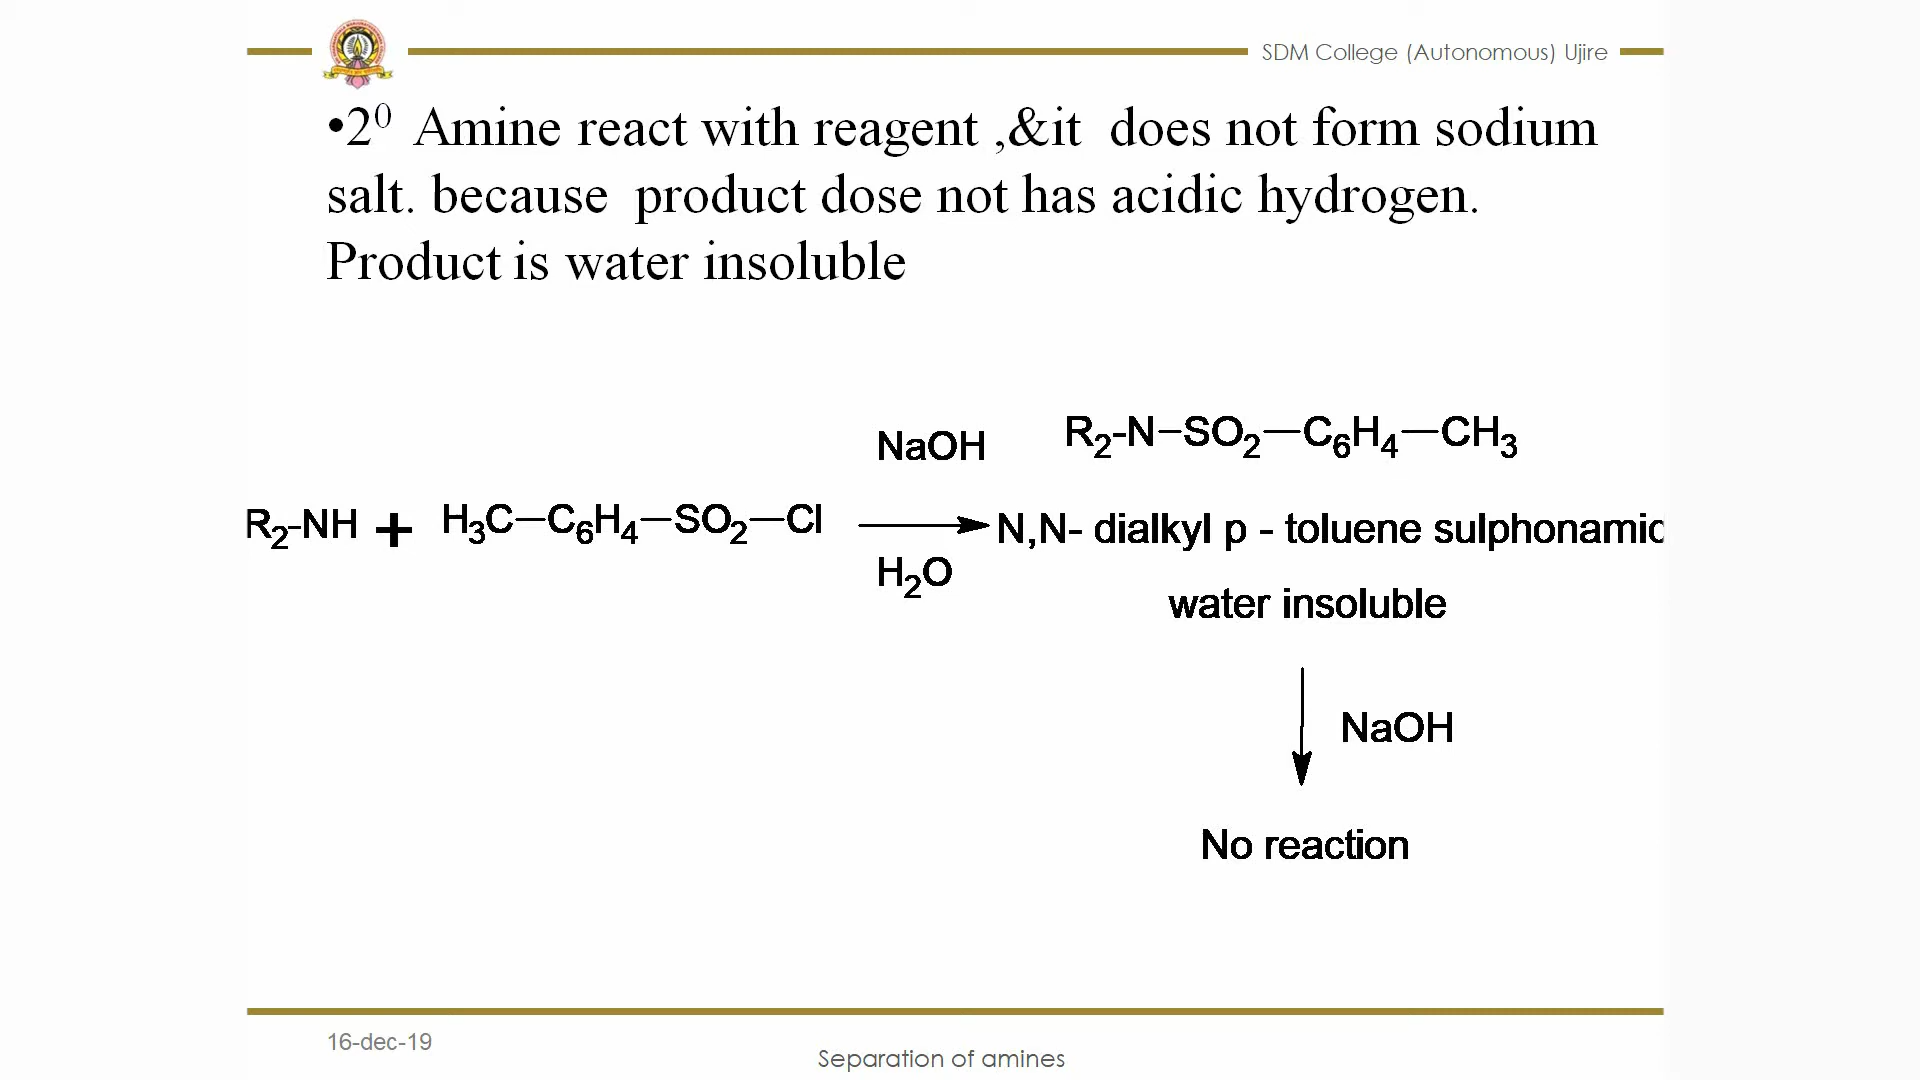 SDM College (Autonomous) Ujire
•2⁰ Amine react with reagent ,&it does not form sodium
salt. because product dose not has acidic hydrogen.
Product is water insoluble
R₂-NH + H₃C—C₆H₄—SO₂—Cl
NaOH
H₂O
R₂-N—SO₂—C₆H₄—CH₃
N,N- dialkyl p - toluene sulphonamid
water insoluble
NaOH
No reaction
16-dec-19
Separation of amines